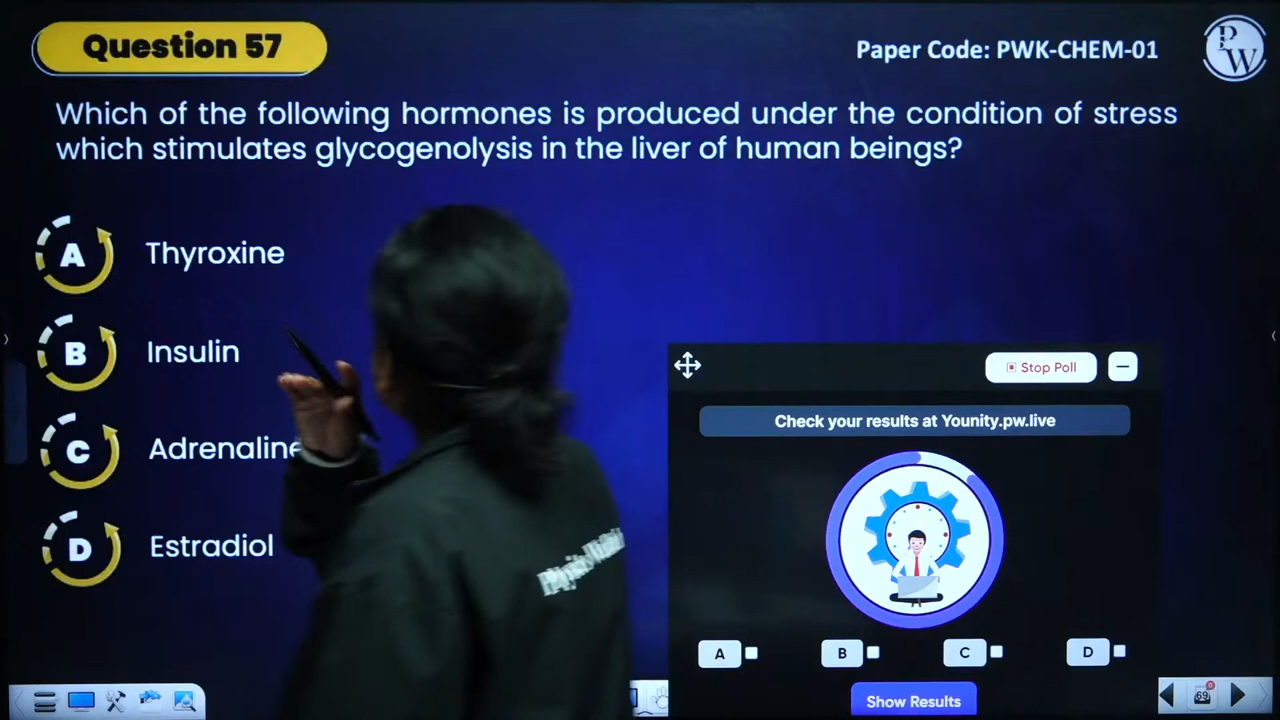 Question 57
Paper Code: PWK-CHEM-01
PW
Which of the following hormones is produced under the condition of stress
which stimulates glycogenolysis in the liver of human beings?
A Thyroxine
B Insulin
C Adrenaline
D Estradiol
Stop Poll
Check your results at Younity.pw.live
A
B
C
D
Show Results
69